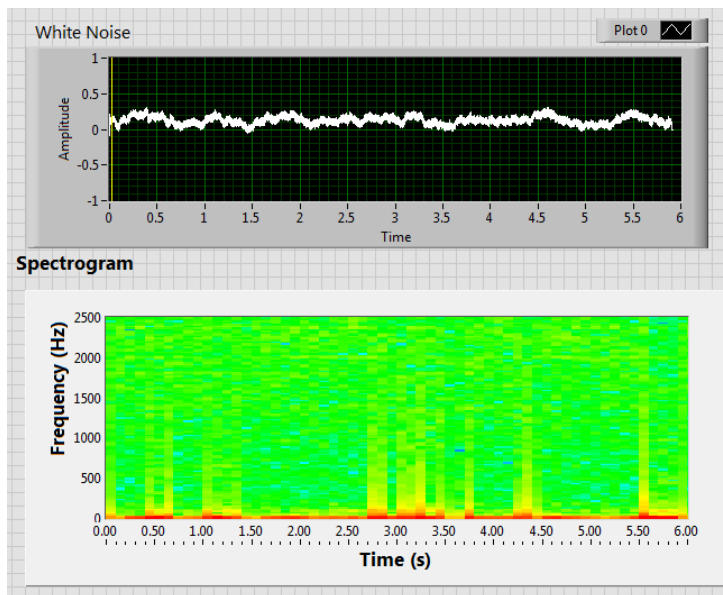 White Noise
Plot 0
1
0.5
0
-0.5
-1
Amplitude
0 0.5 1 1.5 2 2.5 3 3.5 4 4.5 5 5.5 6
Time
Spectrogram
2500
2000
1500
1000
500
0
Frequency (Hz)
0.00 0.50 1.00 1.50 2.00 2.50 3.00 3.50 4.00 4.50 5.00 5.50 6.00
Time (s)